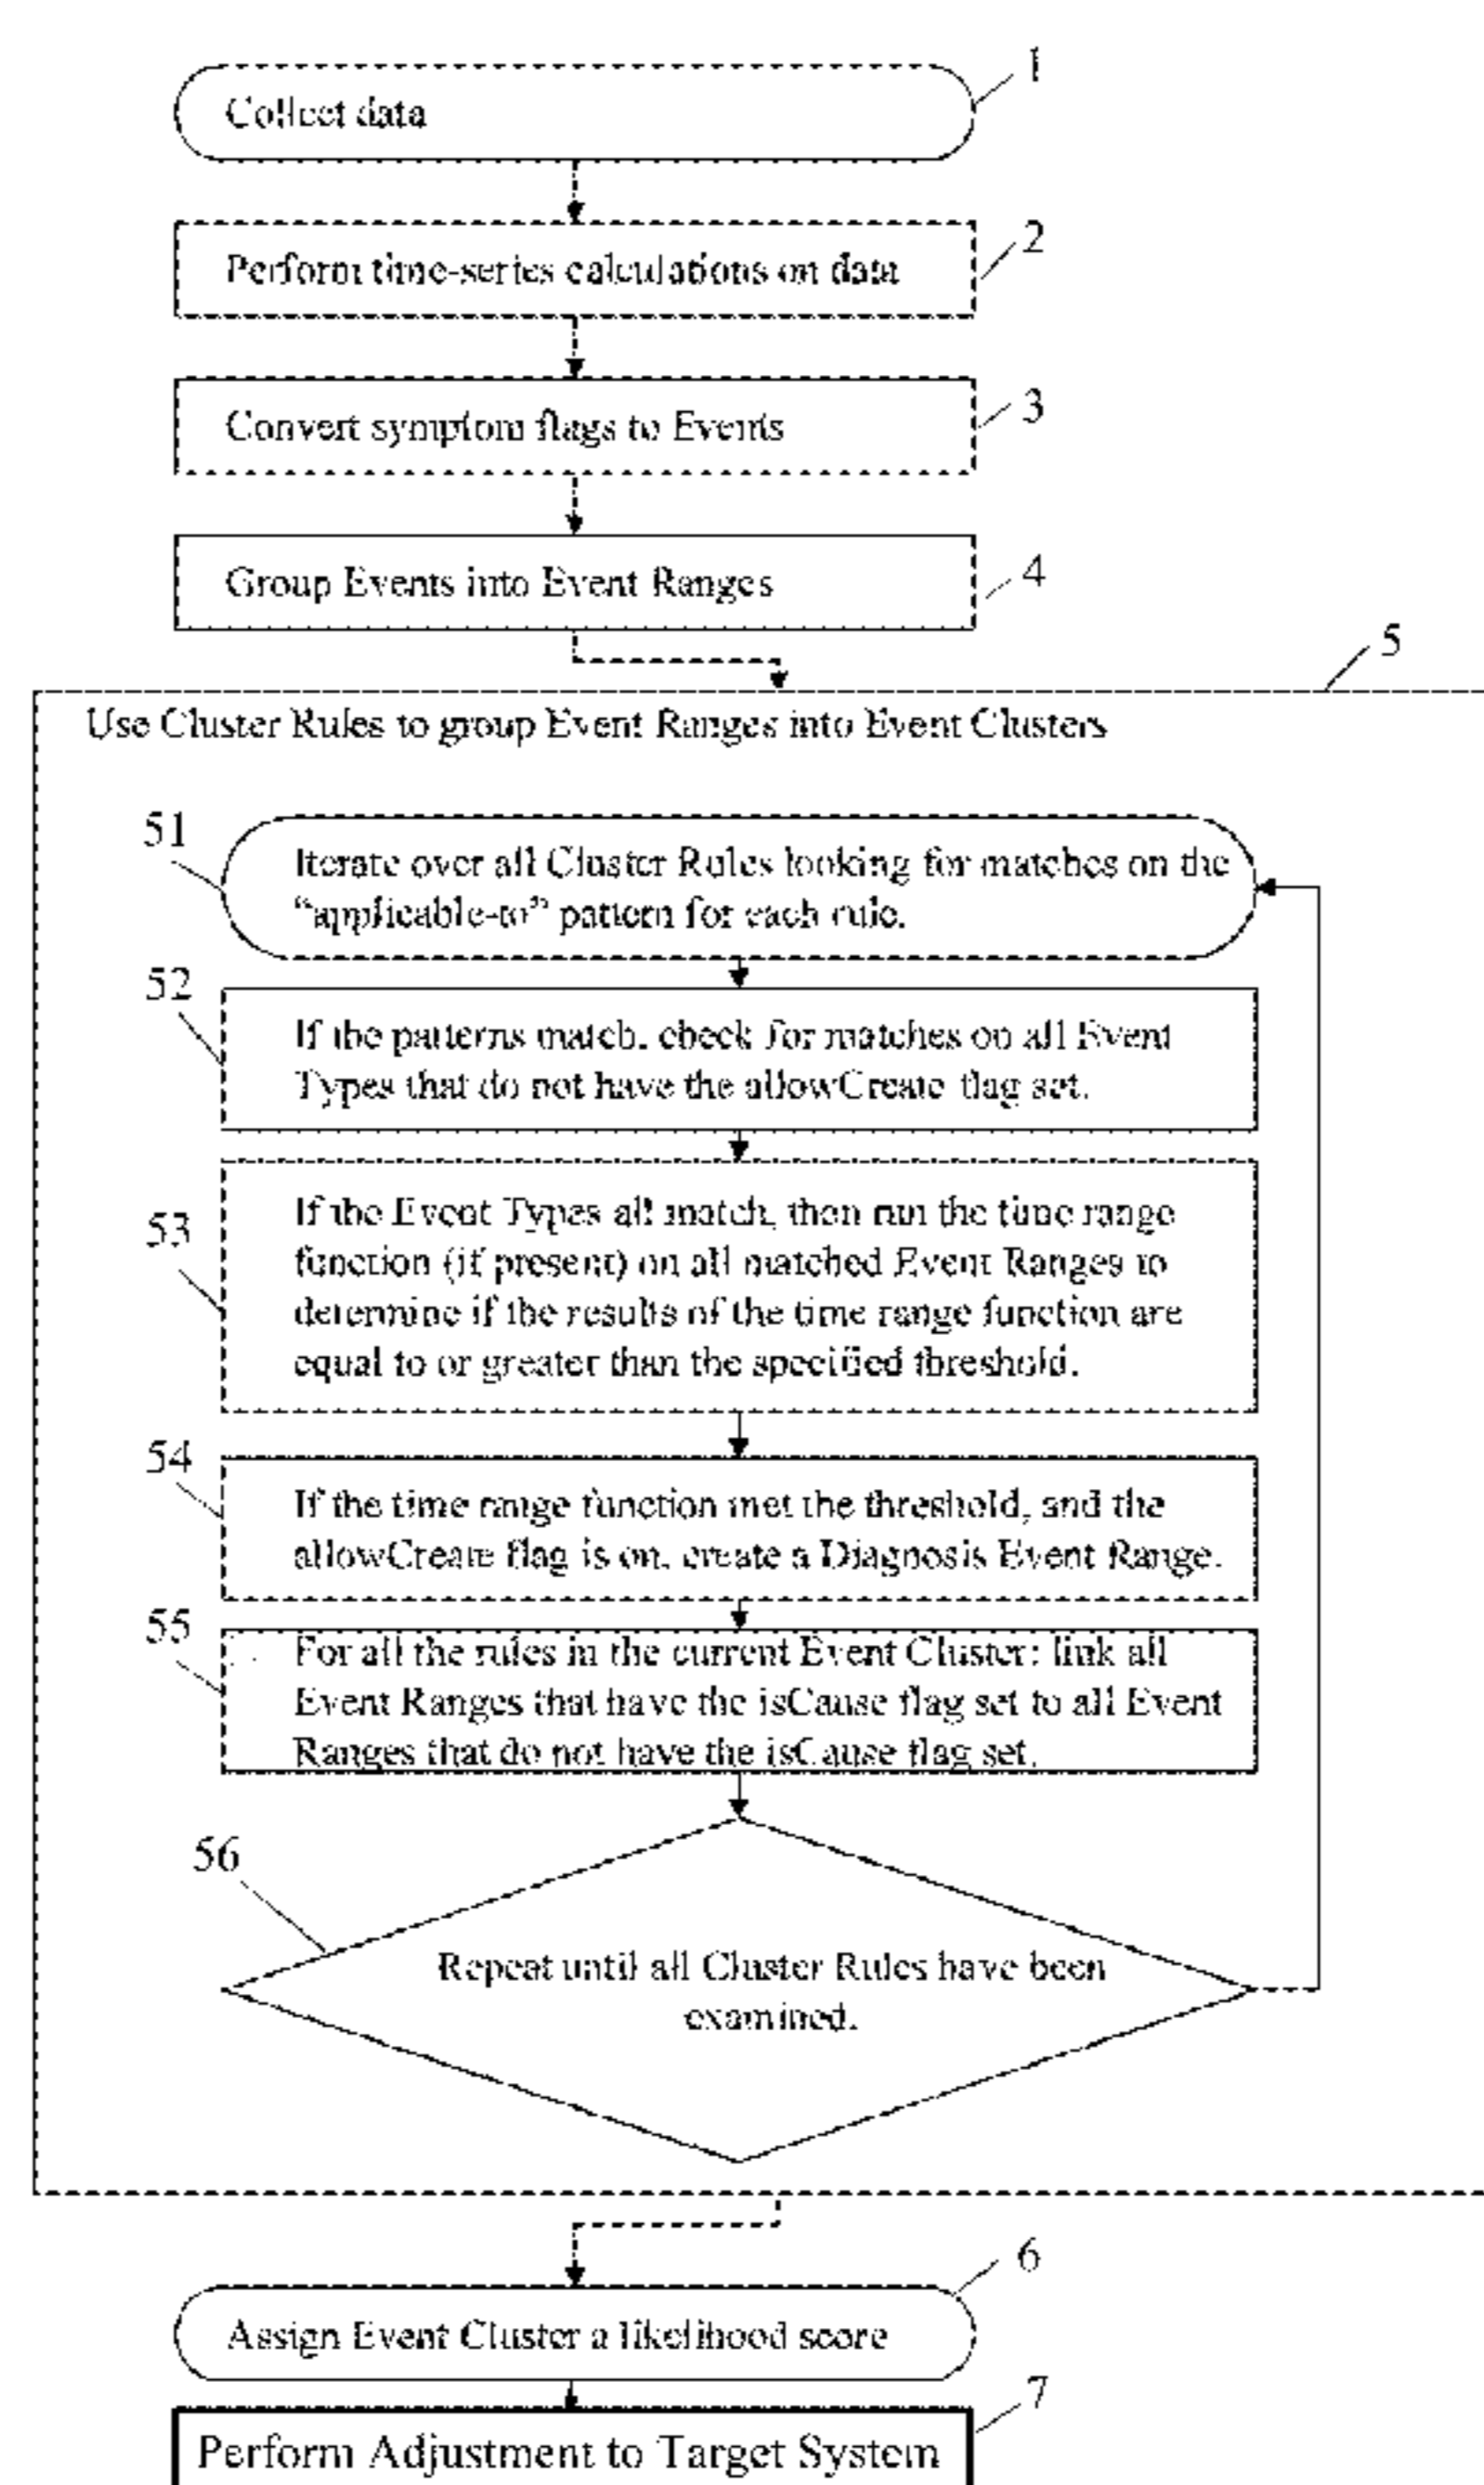 1
Collect data
2
Perform time-series calculations on data
3
Convert symptom flags to Events
4
Group Events into Event Ranges
5
Use Cluster Rules to group Event Ranges into Event Clusters
51
Iterate over all Cluster Rules looking for matches on the
“applicable-to” pattern for each rule.
52
If the patterns match, check for matches on all Event
Types that do not have the allowCreate flag set.
53
If the Event Types all match, then run the time range
function (if present) on all matched Event Ranges to
determine if the results of the time range function are
equal to or greater than the specified threshold.
54
If the time range function met the threshold, and the
allowCreate flag is on, create a Diagnosis Event Range.
55
For all the rules in the current Event Cluster: link all
Event Ranges that have the isCause flag set to all Event
Ranges that do not have the isCause flag set.
56
Repeat until all Cluster Rules have been
examined.
6
Assign Event Cluster a likelihood score
7
Perform Adjustment to Target System